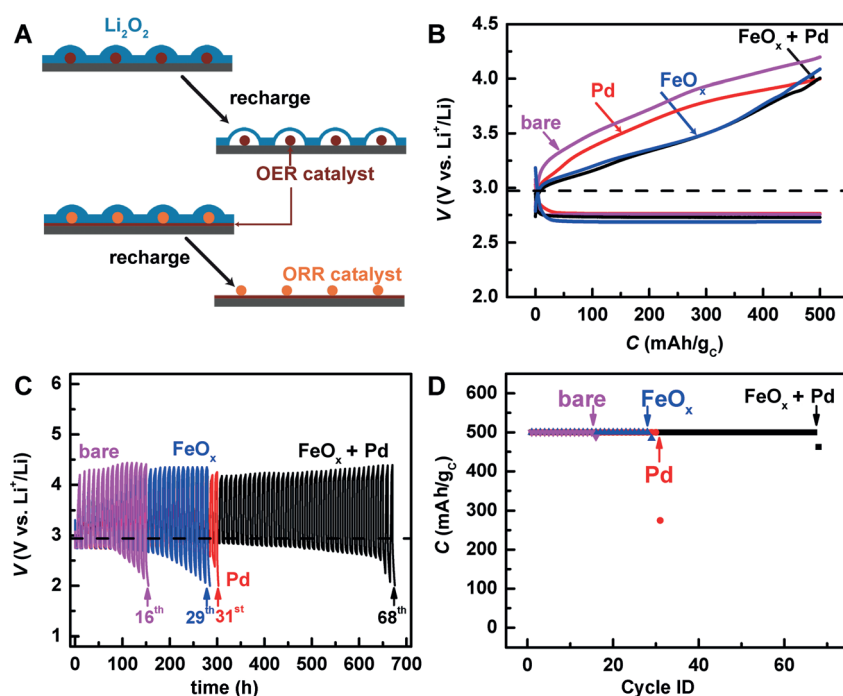 A
Li₂O₂
recharge
OER catalyst
recharge
ORR catalyst
B
FeOₓ + Pd
FeOₓ
Pd
bare
4.5
4.0
3.5
3.0
2.5
2.0
V (V vs. Li⁺/Li)
0 100 200 300 400 500
C (mAh/g_C)
C
bare
FeOₓ
FeOₓ + Pd
Pd
16ᵗʰ
29ᵗʰ
31ˢᵗ
68ᵗʰ
6
5
4
3
2
1
V (V vs. Li⁺/Li)
0 100 200 300 400 500 600 700
time (h)
D
bare
FeOₓ
FeOₓ + Pd
Pd
600
500
400
300
200
100
0
C (mAh/g_C)
0 20 40 60
Cycle ID